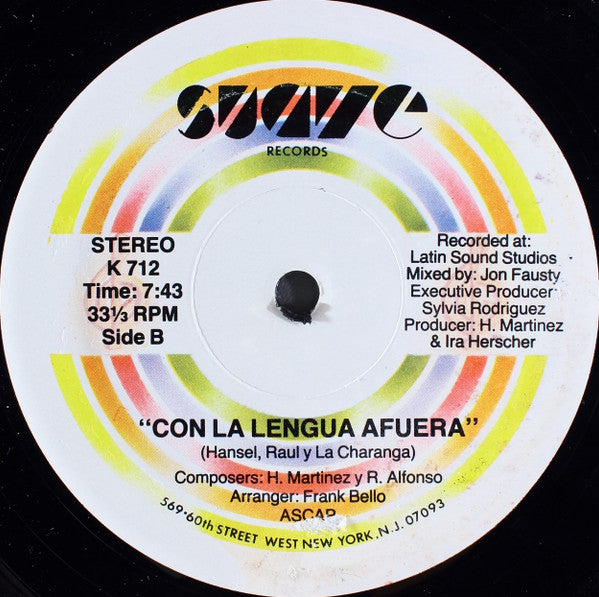 suave
RECORDS
STEREO
K 712
Time: 7:43
33⅓ RPM
Side B
Recorded at:
Latin Sound Studios
Mixed by: Jon Fausty
Executive Producer
Sylvia Rodriguez
Producer: H. Martinez
& Ira Herscher
“CON LA LENGUA AFUERA”
(Hansel, Raul y La Charanga)
Composers: H. Martinez y R. Alfonso
Arranger: Frank Bello
ASCAP
569•60th STREET WEST NEW YORK, N.J. 07093